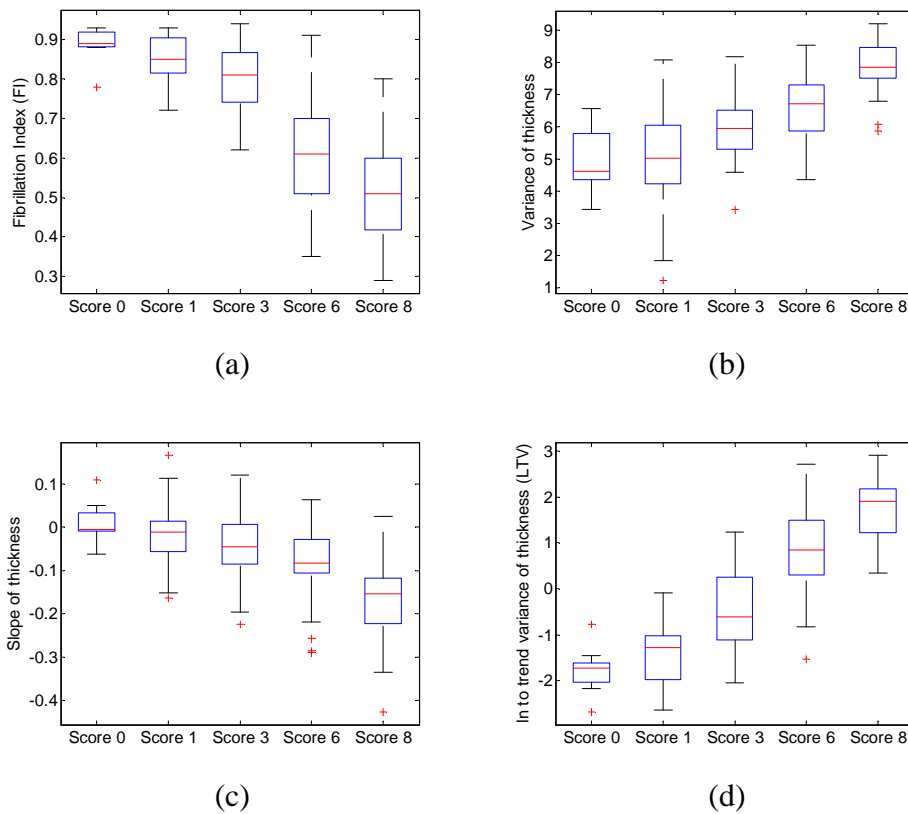 Fibrillation Index (FI)
0.9
0.8
0.7
0.6
0.5
0.4
0.3
Score 0 Score 1 Score 3 Score 6 Score 8
(a)
Variance of thickness
9
8
7
6
5
4
3
2
1
Score 0 Score 1 Score 3 Score 6 Score 8
(b)
Slope of thickness
0.1
0
-0.1
-0.2
-0.3
-0.4
Score 0 Score 1 Score 3 Score 6 Score 8
(c)
ln to trend variance of thickness (LTV)
3
2
1
0
-1
-2
Score 0 Score 1 Score 3 Score 6 Score 8
(d)